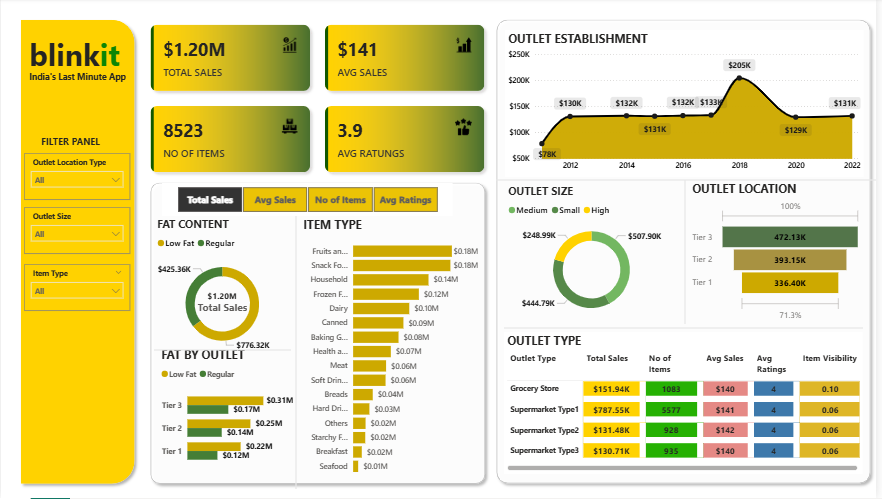 blinkit
India's Last Minute App
FILTER PANEL
Outlet Location Type
All
Outlet Size
All
Item Type
All
$1.20M
TOTAL SALES
$141
AVG SALES
8523
NO OF ITEMS
3.9
AVG RATUNGS
Total Sales
Avg Sales
No of Items
Avg Ratings
FAT CONTENT
Low Fat Regular
$425.36K
$1.20M
Total Sales
$776.32K
FAT BY OUTLET
Low Fat Regular
Tier 3 $0.31M
$0.17M
Tier 2 $0.25M
$0.14M
Tier 1 $0.22M
$0.12M
ITEM TYPE
Fruits an... $0.18M
Snack Fo... $0.18M
Household $0.14M
Frozen F... $0.12M
Dairy $0.10M
Canned $0.09M
Baking G... $0.08M
Health a... $0.07M
Meat $0.06M
Soft Drin... $0.06M
Breads $0.04M
Hard Dri... $0.03M
Others $0.02M
Starchy F... $0.02M
Breakfast $0.02M
Seafood $0.01M
OUTLET ESTABLISHMENT
$250K
$200K
$150K
$100K
$50K
$78K
$130K
$132K
$131K
$132K
$133K
$205K
$129K
$131K
2012 2014 2016 2018 2020 2022
OUTLET SIZE
Medium Small High
$248.99K
$507.90K
$444.79K
OUTLET LOCATION
100%
Tier 3 472.13K
Tier 2 393.15K
Tier 1 336.40K
71.3%
OUTLET TYPE
Outlet Type Total Sales No of Items Avg Sales Avg Ratings Item Visibility
Grocery Store $151.94K 1083 $140 4 0.10
Supermarket Type1 $787.55K 5577 $141 4 0.06
Supermarket Type2 $131.48K 928 $142 4 0.06
Supermarket Type3 $130.71K 935 $140 4 0.06